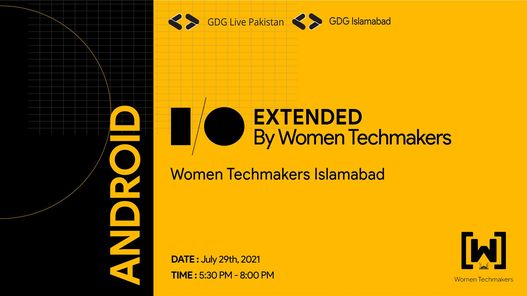 GDG Live Pakistan
GDG Islamabad
I/O EXTENDED
By Women Techmakers
Women Techmakers Islamabad
ANDROID
DATE : July 29th, 2021
TIME : 5:30 PM - 8:00 PM
[W]
Women Techmakers